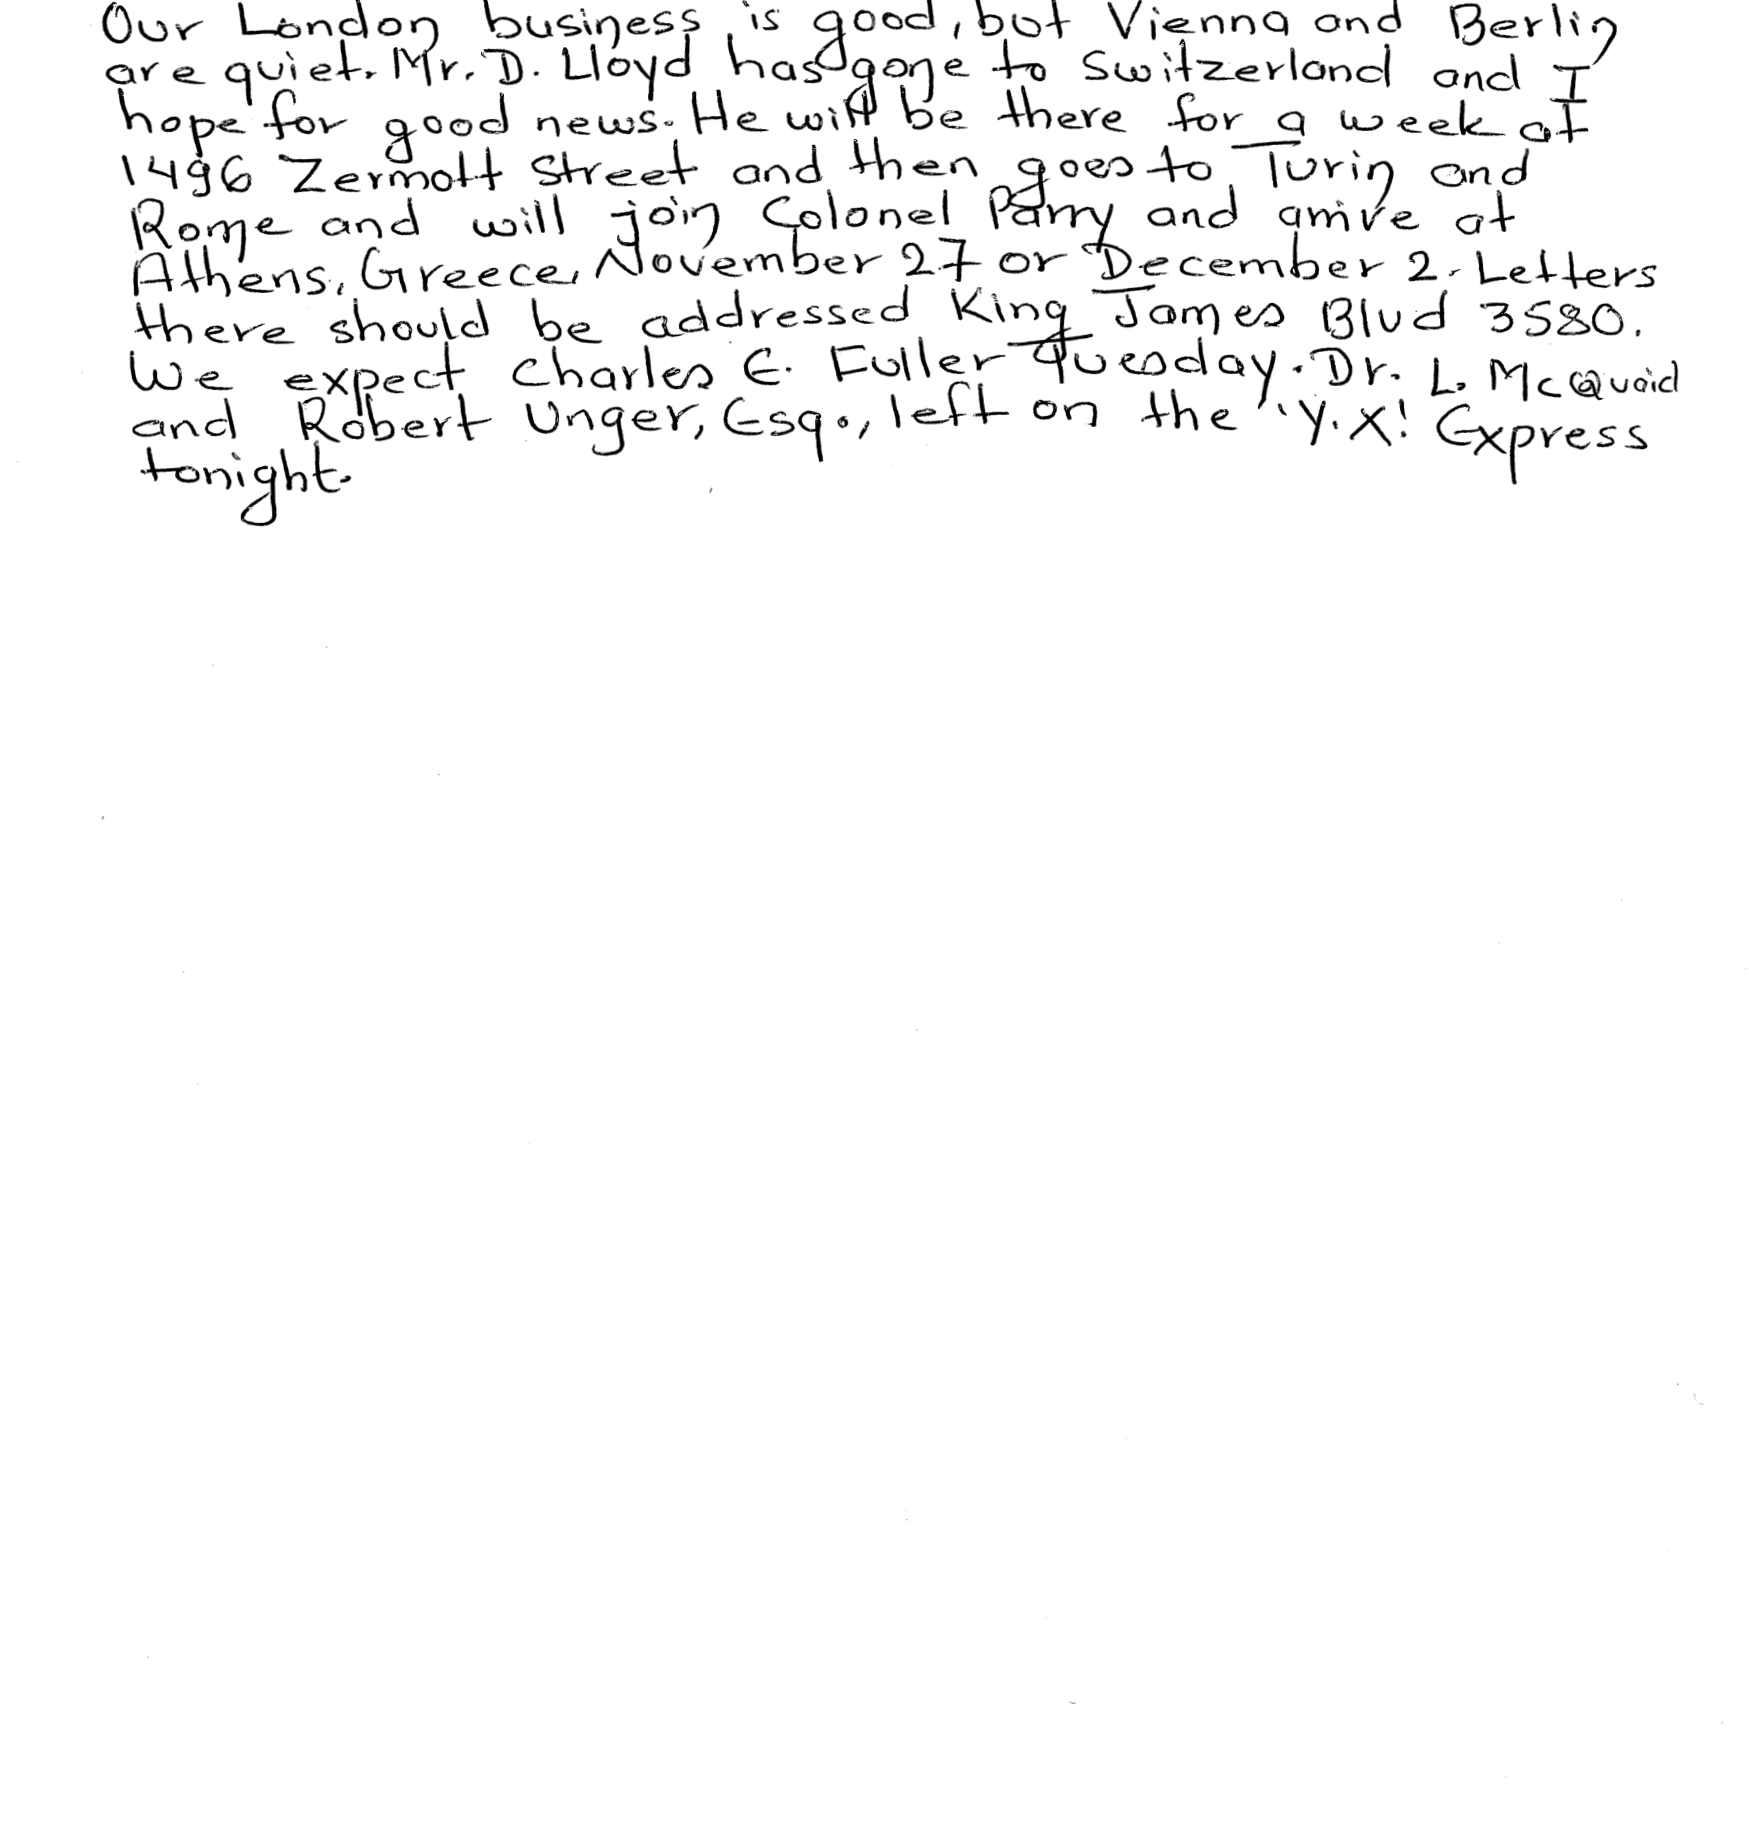 Our London business is good, but Vienna and Berlin
are quiet. Mr. D. Lloyd has gone to Switzerland and I
hope for good news. He will be there for a week at
1496 Zermott Street and then goes to Turin and
Rome and will join Colonel Parry and arrive at
Athens, Greece, November 27 or December 2. Letters
there should be addressed King James Blvd 3580.
We expect Charles E. Fuller Tuesday. Dr. L. McQuaid
and Robert Unger, Esq., left on the "Y.X! Express
tonight.